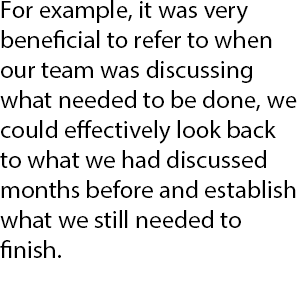 For example, it was very
beneficial to refer to when
our team was discussing
what needed to be done, we
could effectively look back
to what we had discussed
months before and establish
what we still needed to
finish.